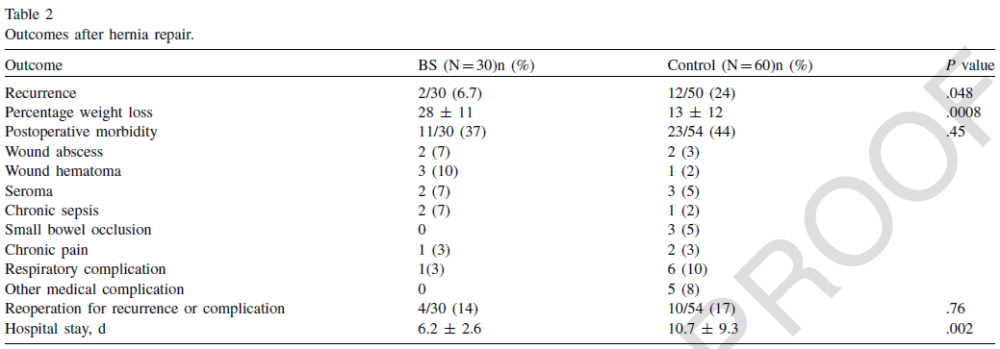 Table 2
Outcomes after hernia repair.
Outcome BS (N=30)n (%) Control (N=60)n (%) P value
Recurrence 2/30 (6.7) 12/50 (24) .048
Percentage weight loss 28 ± 11 13 ± 12 .0008
Postoperative morbidity 11/30 (37) 23/54 (44) .45
Wound abscess 2 (7) 2 (3)
Wound hematoma 3 (10) 1 (2)
Seroma 2 (7) 3 (5)
Chronic sepsis 2 (7) 1 (2)
Small bowel occlusion 0 3 (5)
Chronic pain 1 (3) 2 (3)
Respiratory complication 1(3) 6 (10)
Other medical complication 0 5 (8)
Reoperation for recurrence or complication 4/30 (14) 10/54 (17) .76
Hospital stay, d 6.2 ± 2.6 10.7 ± 9.3 .002
PROOF